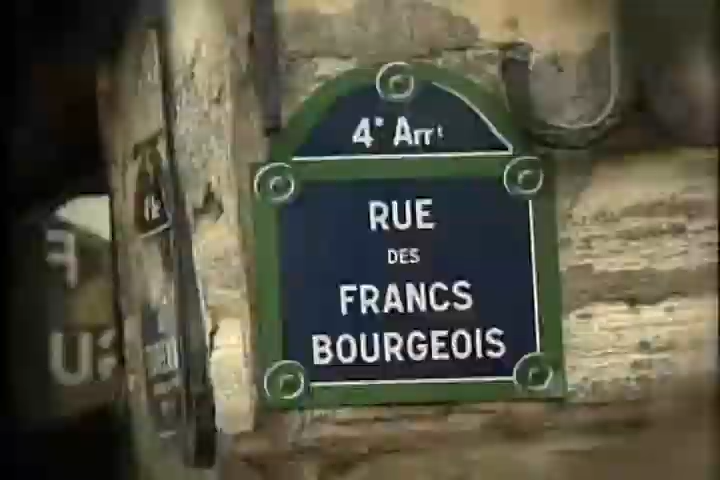 4e Arrt
RUE
DES
FRANCS
BOURGEOIS